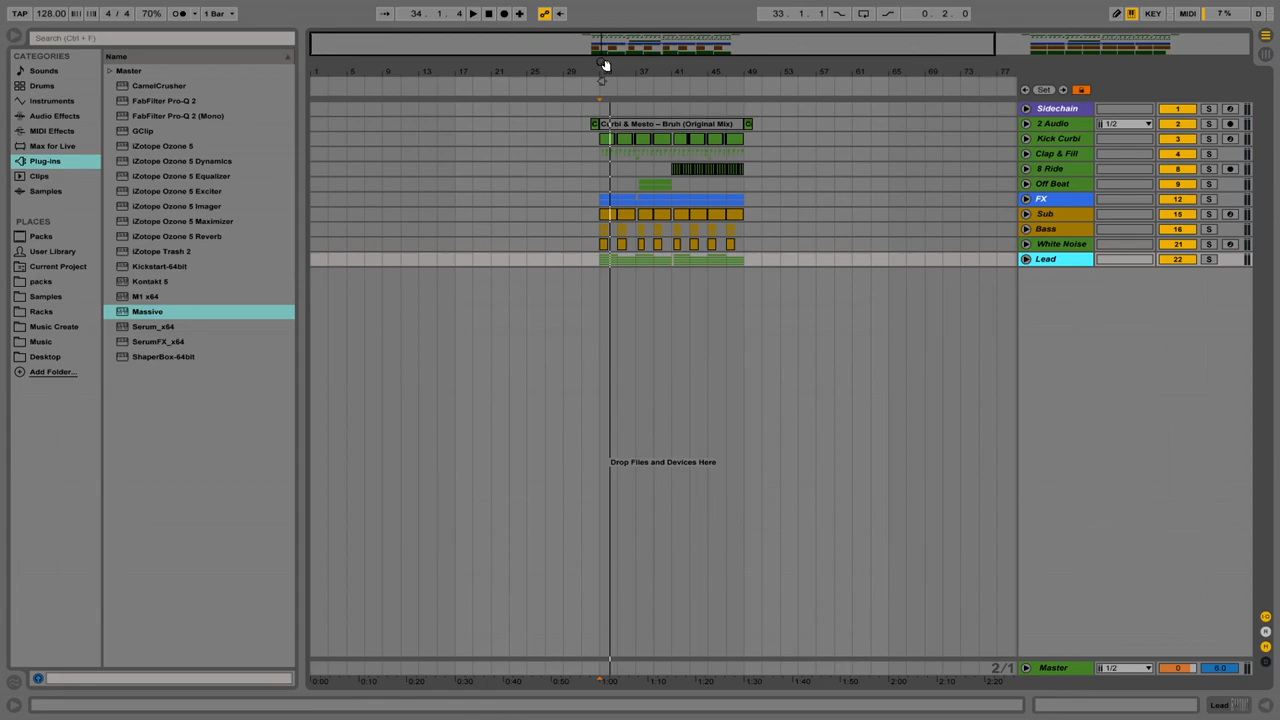 TAP 128.00 4 / 4 70% 1 Bar 34. 1. 4 33. 1. 1 0. 2. 0 KEY MIDI 7 % D
Search (Ctrl + F)
CATEGORIES
Sounds
Drums
Instruments
Audio Effects
MIDI Effects
Max for Live
Plug-ins
Clips
Samples
PLACES
Packs
User Library
Current Project
packs
Samples
Racks
Music Create
Music
Desktop
Add Folder...
Name
Master
CamelCrusher
FabFilter Pro-Q 2
FabFilter Pro-Q 2 (Mono)
GClip
iZotope Ozone 5
iZotope Ozone 5 Dynamics
iZotope Ozone 5 Equalizer
iZotope Ozone 5 Exciter
iZotope Ozone 5 Imager
iZotope Ozone 5 Maximizer
iZotope Ozone 5 Reverb
iZotope Trash 2
Kickstart-64bit
Kontakt 5
M1 x64
Massive
Serum_x64
SerumFX_x64
ShaperBox-64bit
1 5 9 13 17 21 25 29 37 41 45 49 53 57 61 65 69 73 77
Set
Sidechain 1 S
C Curbi & Mesto – Bruh (Original Mix) C
2 Audio 1/2 2 S
Kick Curbi 3 S
Clap & Fill 4 S
8 Ride 8 S
Off Beat 9 S
FX 12 S
Sub 15 S
Bass 16 S
White Noise 21 S
Lead 22 S
Drop Files and Devices Here
2/1
Master 1/2 0 6.0
0:00 0:10 0:20 0:30 0:40 0:50 1:00 1:10 1:20 1:30 1:40 1:50 2:00 2:10 2:20
I·O
R
M
D
Lead